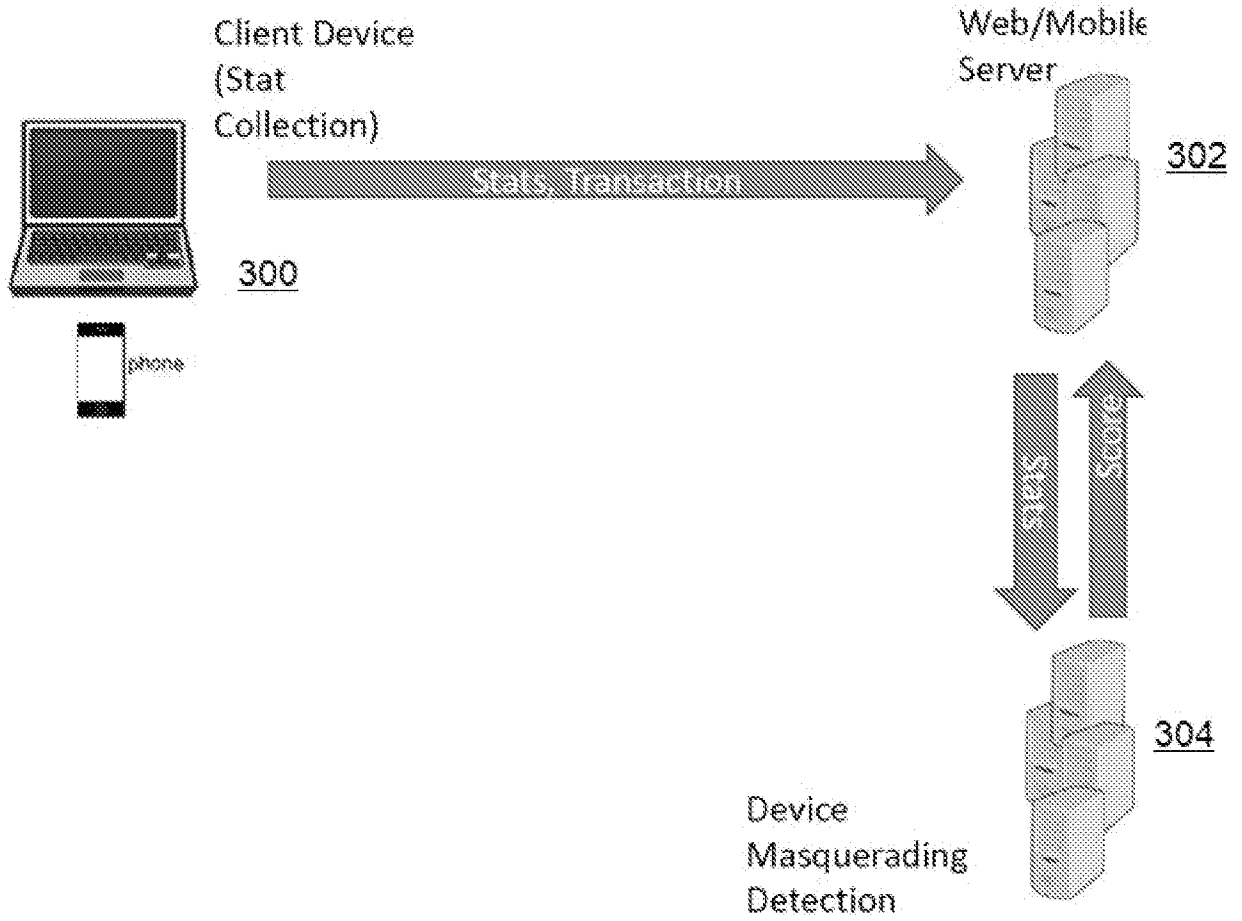 Client Device
(Stat
Collection)
Web/Mobile
Server
Stats, Transaction
302
300
phone
Stats
Score
304
Device
Masquerading
Detection